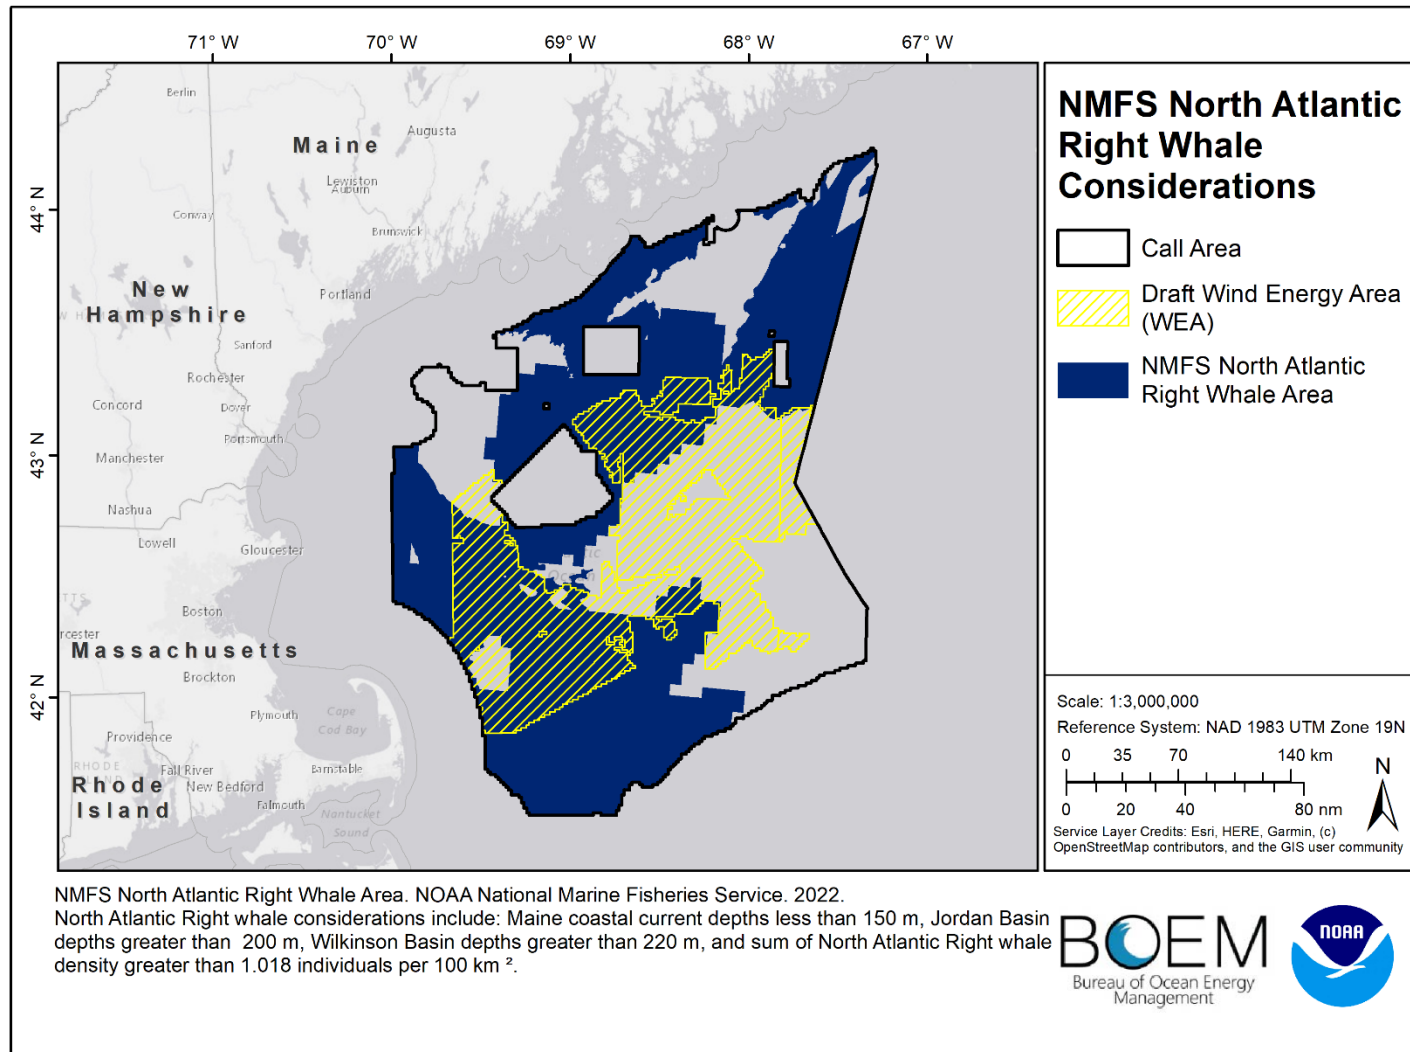 71° W
70° W
69° W
68° W
67° W
44° N
43° N
42° N
Berlin
Augusta
Maine
Lewiston
Auburn
Conway
Brunswick
New
Hampshire
Portland
Sanford
Rochester
Concord
Dover
Portsmouth
Manchester
Nashua
Lowell
Gloucester
Ocean
Boston
Massachusetts
Brockton
Plymouth
Cape
Cod Bay
Providence
Barnstable
Fall River
New Bedford
Rhode
Island
Falmouth
Nantucket
Sound
NMFS North Atlantic
Right Whale
Considerations
Call Area
Draft Wind Energy Area
(WEA)
NMFS North Atlantic
Right Whale Area
Scale: 1:3,000,000
Reference System: NAD 1983 UTM Zone 19N
0 35 70 140 km
N
0 20 40 80 nm
Service Layer Credits: Esri, HERE, Garmin, (c)
OpenStreetMap contributors, and the GIS user community
NMFS North Atlantic Right Whale Area. NOAA National Marine Fisheries Service. 2022.
North Atlantic Right whale considerations include: Maine coastal current depths less than 150 m, Jordan Basin
depths greater than  200 m, Wilkinson Basin depths greater than 220 m, and sum of North Atlantic Right whale
density greater than 1.018 individuals per 100 km ².
BOEM
Bureau of Ocean Energy
Management
NOAA